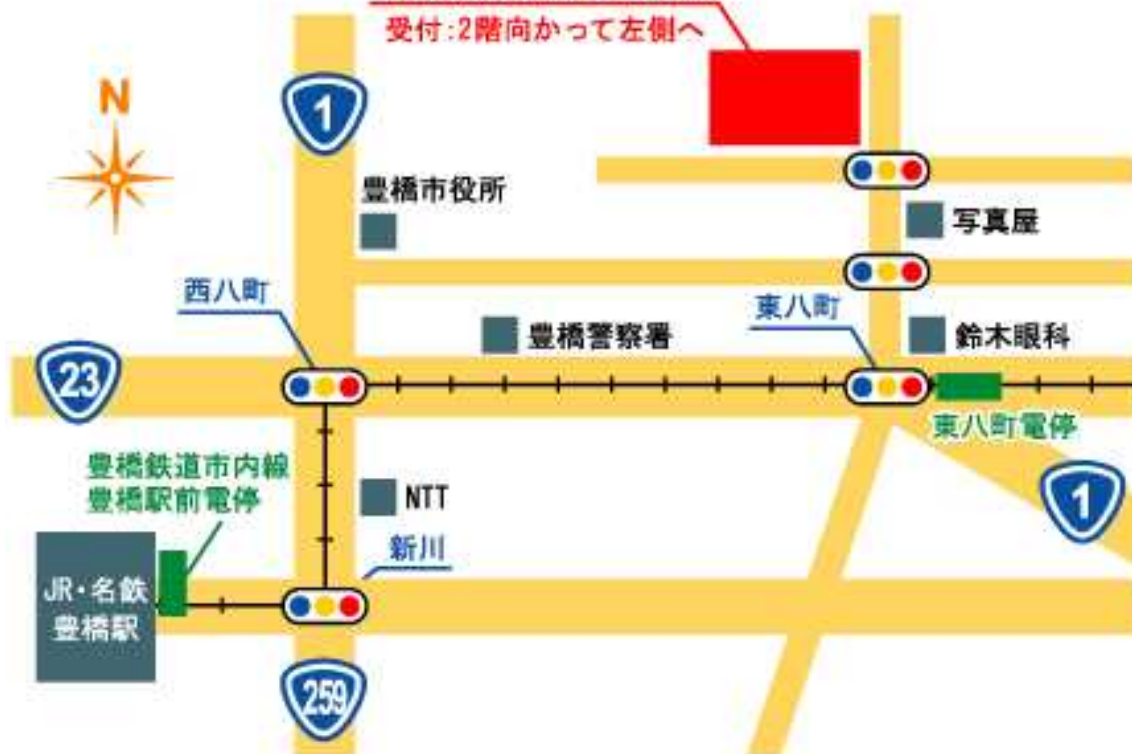 受付:2階向かって左側へ
N
1
豊橋市役所
写真屋
西八町
東八町
豊橋警察署
鈴木眼科
23
東八町電停
豊橋鉄道市内線
豊橋駅前電停
NTT
1
新川
JR・名鉄
豊橋駅
259